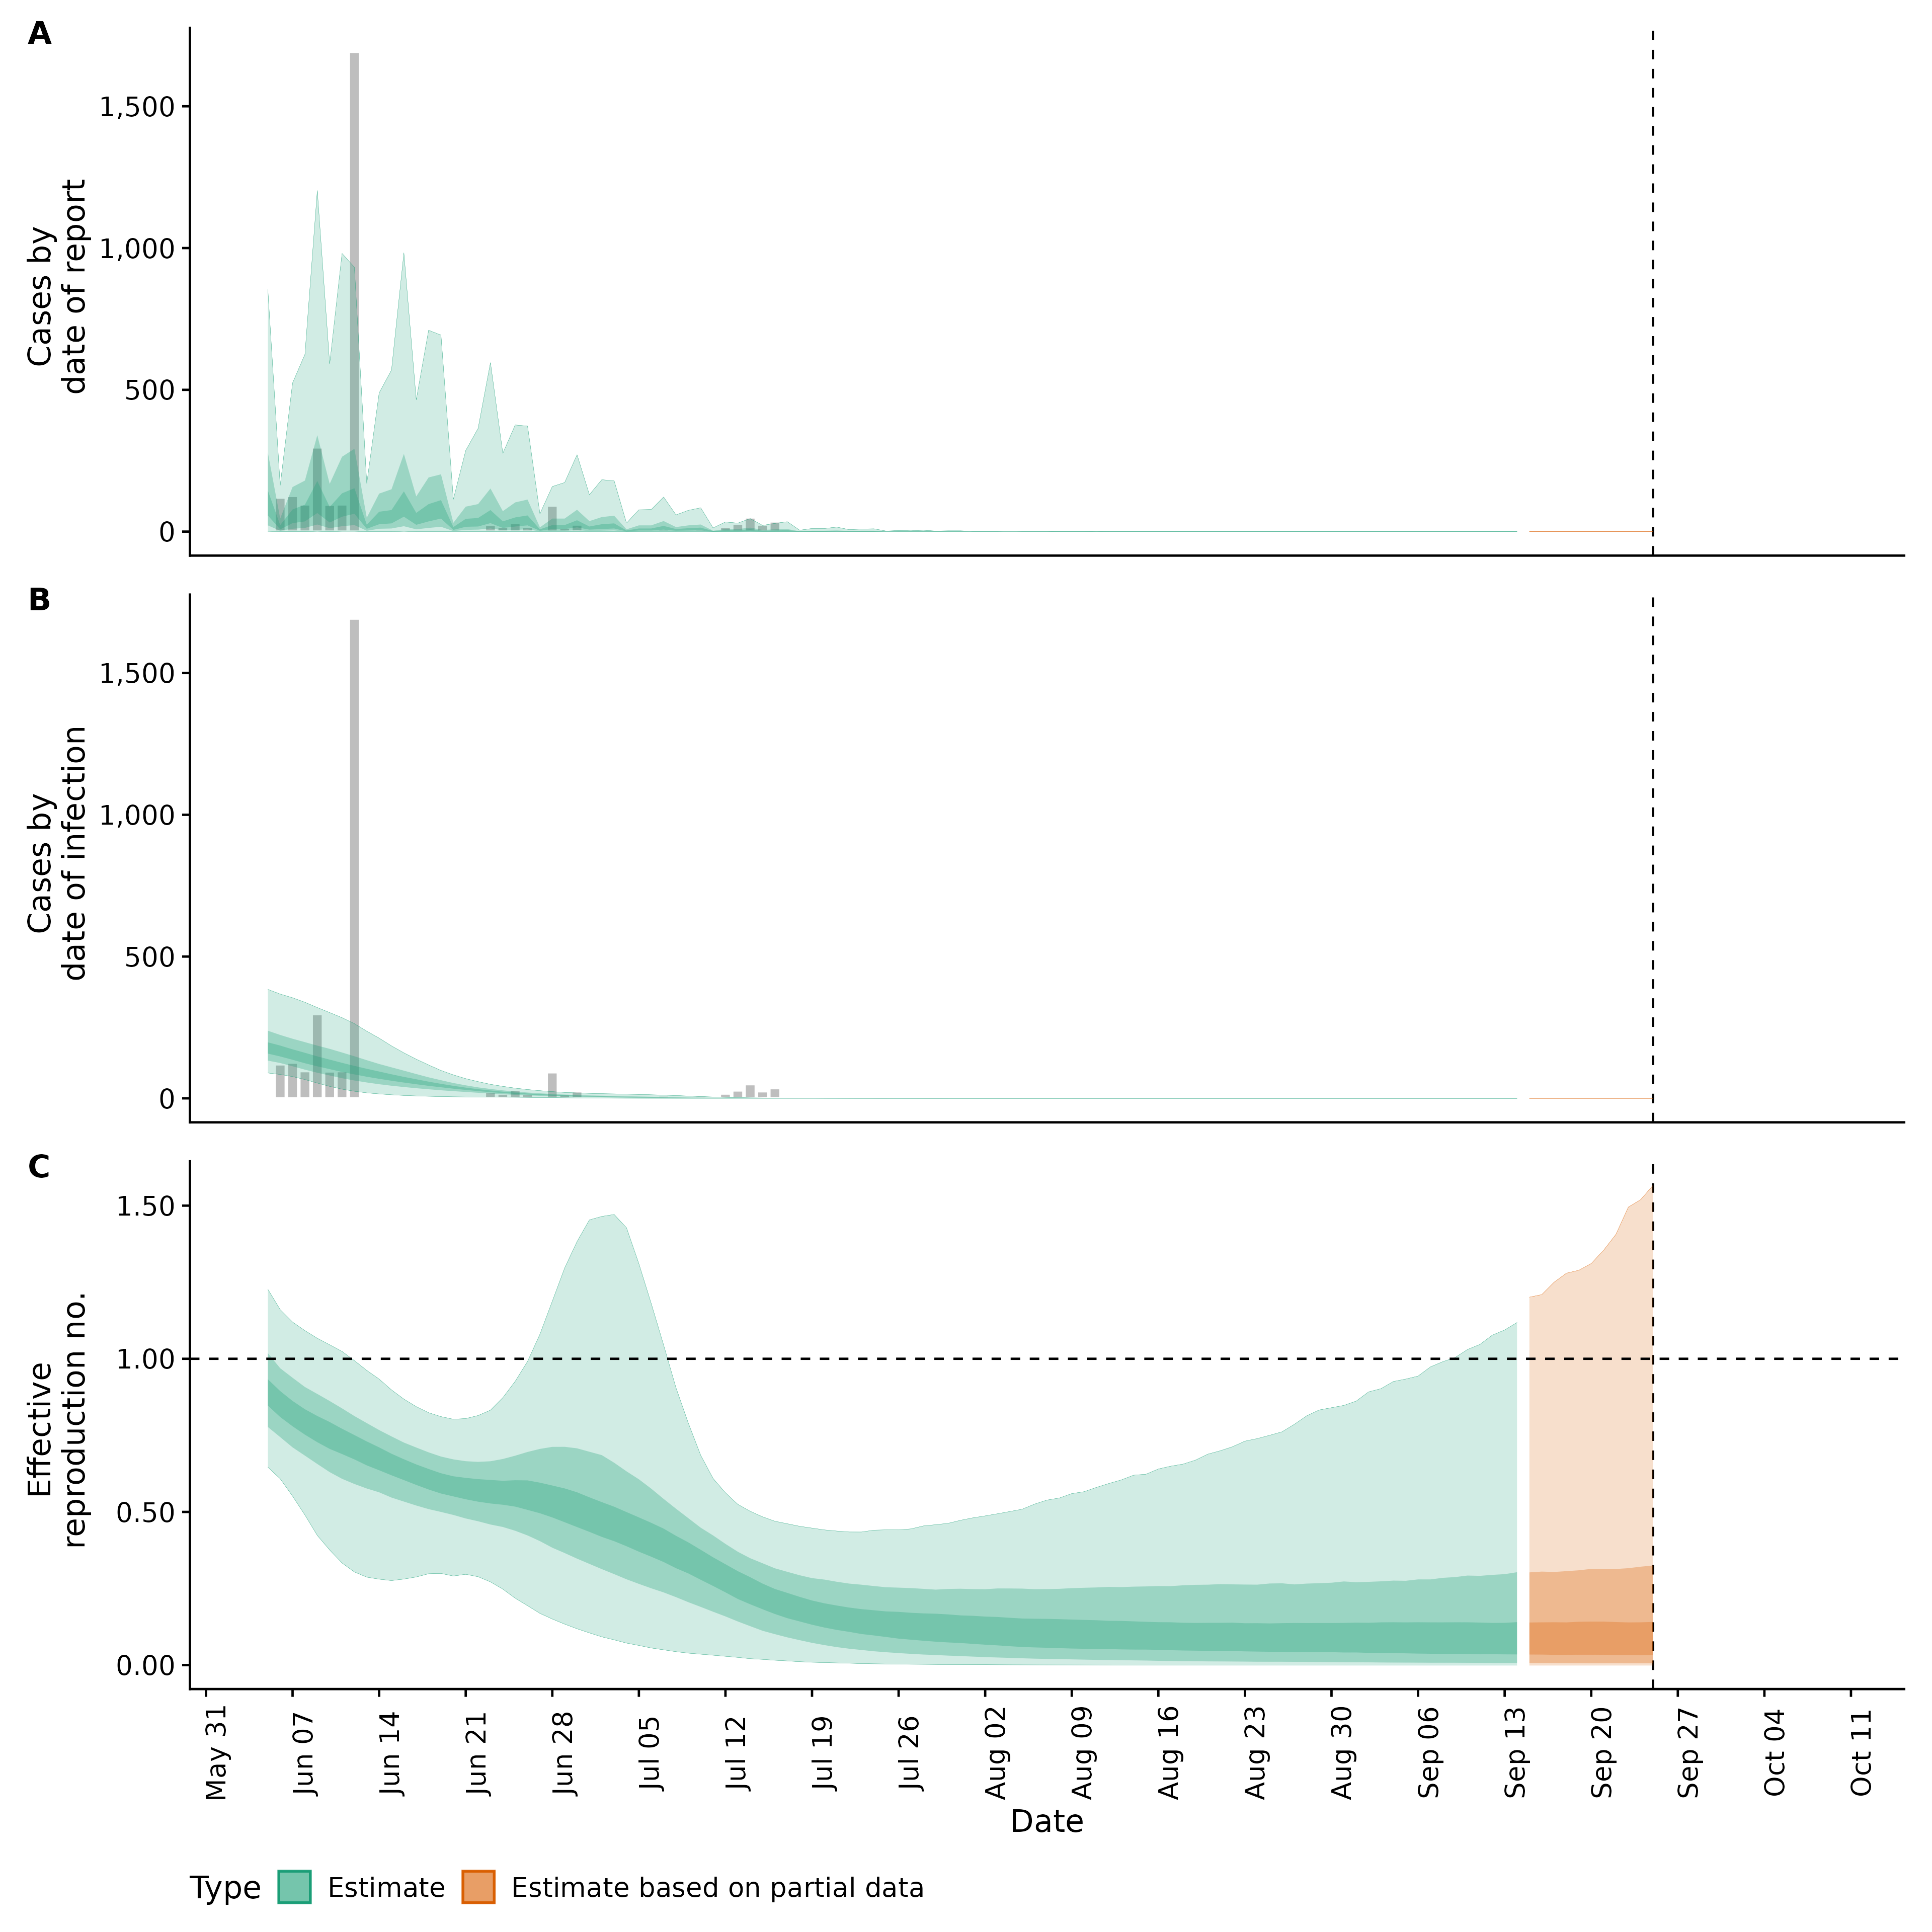 A
Cases by
date of report
1,500
1,000
500
0
B
Cases by
date of infection
1,500
1,000
500
0
C
Effective
reproduction no.
1.50
1.00
0.50
0.00
May 31
Jun 07
Jun 14
Jun 21
Jun 28
Jul 05
Jul 12
Jul 19
Jul 26
Aug 02
Aug 09
Aug 16
Aug 23
Aug 30
Sep 06
Sep 13
Sep 20
Sep 27
Oct 04
Oct 11
Date
Type Estimate Estimate based on partial data